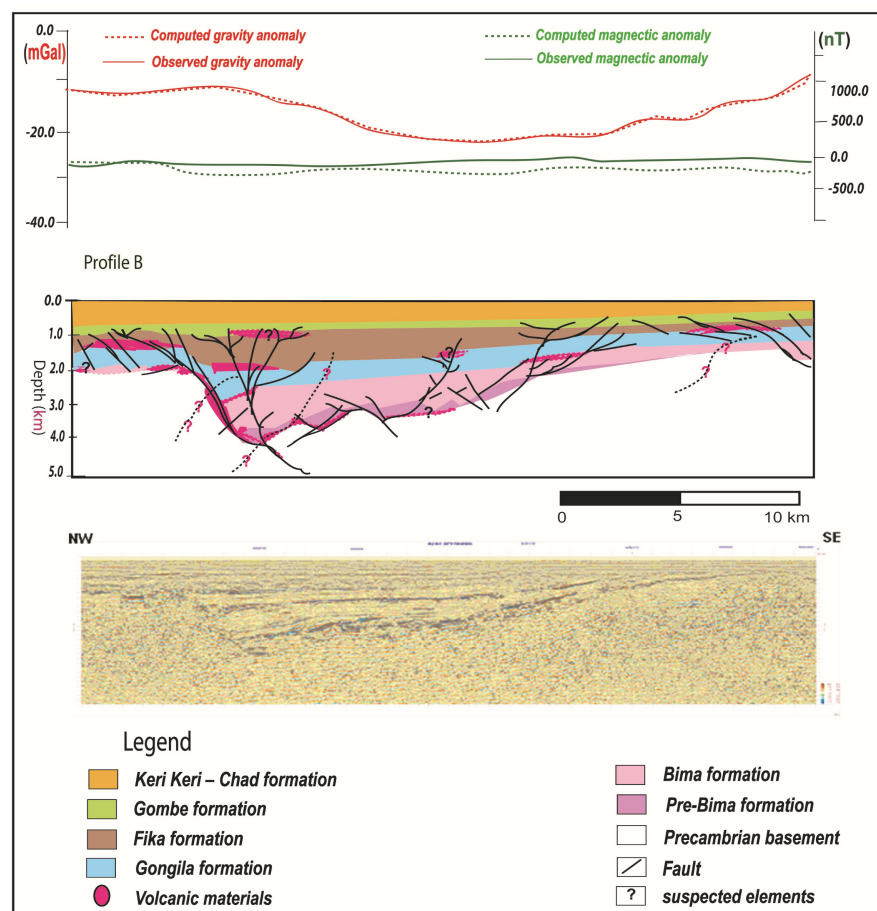 0.0
(mGal)
-20.0
-40.0
Computed gravity anomaly
Observed gravity anomaly
Computed magnectic anomaly
Observed magnectic anomaly
(nT)
1000.0
500.0
0.0
-500.0
Profile B
0.0
1.0
2.0
3.0
4.0
5.0
Depth (km)
?
?
?
?
?
?
?
?
?
?
?
0 5 10 km
NW SE
Legend
Keri Keri – Chad formation
Gombe formation
Fika formation
Gongila formation
Volcanic materials
Bima formation
Pre-Bima formation
Precambrian basement
Fault
? suspected elements